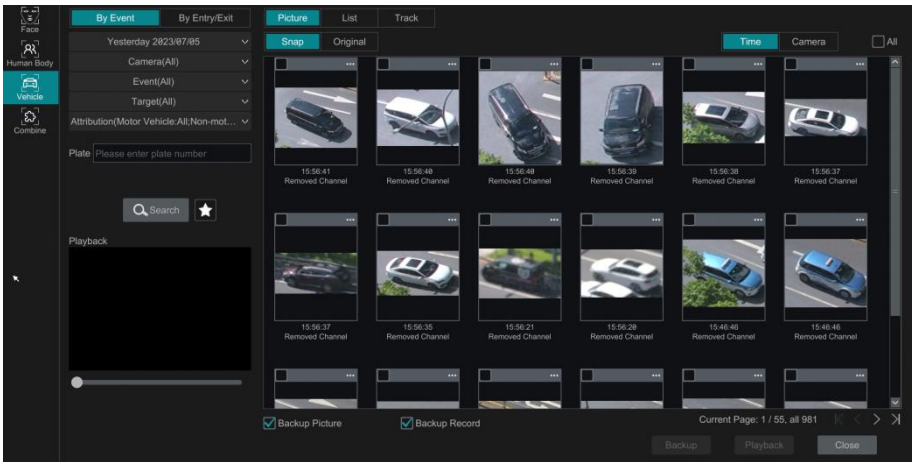 Face
Human Body
Vehicle
Combine
By Event
By Entry/Exit
Yesterday 2023/07/05
Camera(All)
Event(All)
Target(All)
Attribution(Motor Vehicle:All;Non-mot...
Plate
Please enter plate number
Search
Playback
Picture
List
Track
Snap
Original
Time
Camera
All
15:56:41
Removed Channel
15:56:40
Removed Channel
15:56:40
Removed Channel
15:56:39
Removed Channel
15:56:38
Removed Channel
15:56:37
Removed Channel
15:56:37
Removed Channel
15:56:35
Removed Channel
15:56:21
Removed Channel
15:56:20
Removed Channel
15:46:46
Removed Channel
15:46:46
Removed Channel
Backup Picture
Backup Record
Current Page: 1 / 55, all 981
Backup
Playback
Close